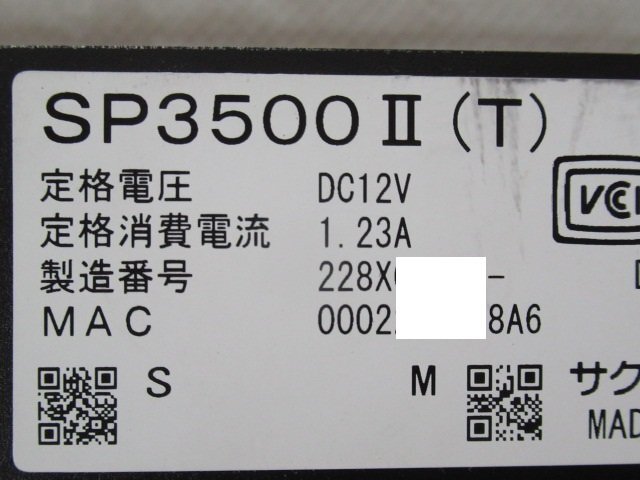 SP3500Ⅱ(T)
定格電圧 DC12V
定格消費電流 1.23A
製造番号 228X -
MAC 0002 8A6
S M サク
MAD